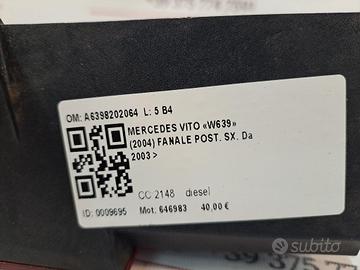 OM: A6398202064 L: 5 B4
MERCEDES VITO «W639»
(2004) FANALE POST. SX. Da
2003 >
CC 2148 diesel
ID: 0009695 Mot: 646983 40,00 €
subito